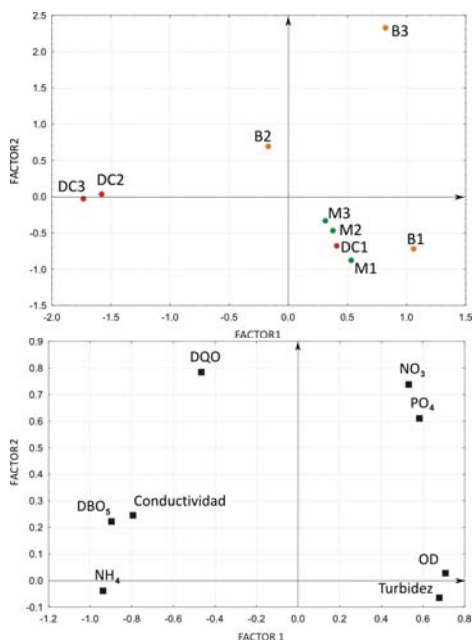 2.5
2.0
1.5
1.0
0.5
0.0
-0.5
-1.0
-1.5
FACTOR2
B3
B2
DC3
DC2
M3
M2
DC1
B1
M1
-2.0 -1.5 -1.0 -0.5 0.0 0.5 1.0 1.5
FACTOR1
0.9
0.8
0.7
0.6
0.5
0.4
0.3
0.2
0.1
0.0
-0.1
FACTOR2
DQO
NO₃
PO₄
DBO₅
Conductividad
NH₄
OD
Turbidez
-1.2 -1.0 -0.8 -0.6 -0.4 -0.2 0.0 0.2 0.4 0.6 0.8
FACTOR 1